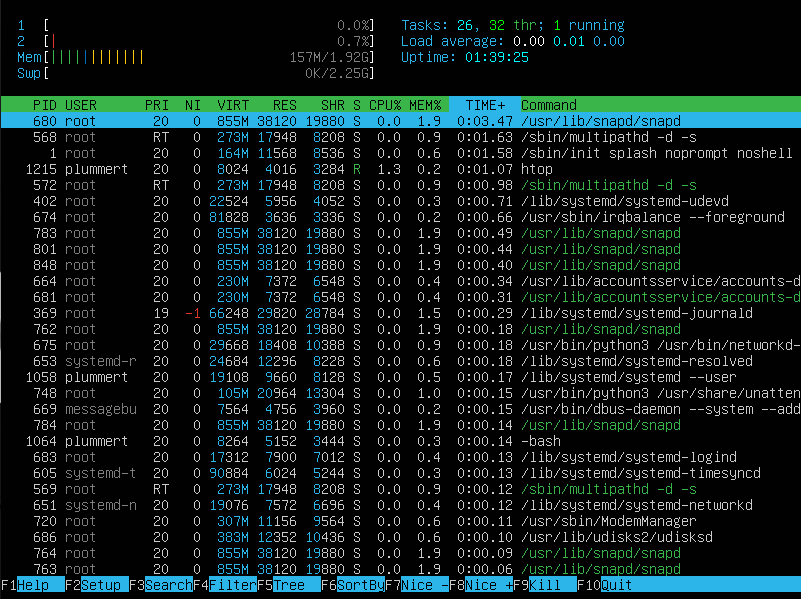 1 [ 0.0%] Tasks: 26, 32 thr; 1 running
2 [| 0.7%] Load average: 0.00 0.01 0.00
Mem[|||||||||||| 157M/1.92G] Uptime: 01:39:25
Swp[ 0K/2.25G]
PID USER PRI NI VIRT RES SHR S CPU% MEM% TIME+ Command
680 root 20 0 855M 38120 19880 S 0.0 1.9 0:03.47 /usr/lib/snapd/snapd
568 root RT 0 273M 17948 8208 S 0.0 0.9 0:01.63 /sbin/multipathd -d -s
1 root 20 0 164M 11568 8536 S 0.0 0.6 0:01.58 /sbin/init splash noprompt noshell
1215 plummert 20 0 8024 4016 3284 R 1.3 0.2 0:01.07 htop
572 root RT 0 273M 17948 8208 S 0.0 0.9 0:00.98 /sbin/multipathd -d -s
402 root 20 0 22524 5956 4052 S 0.0 0.3 0:00.71 /lib/systemd/systemd-udevd
674 root 20 0 81828 3636 3336 S 0.0 0.2 0:00.66 /usr/sbin/irqbalance --foreground
783 root 20 0 855M 38120 19880 S 0.0 1.9 0:00.49 /usr/lib/snapd/snapd
801 root 20 0 855M 38120 19880 S 0.0 1.9 0:00.44 /usr/lib/snapd/snapd
848 root 20 0 855M 38120 19880 S 0.0 1.9 0:00.40 /usr/lib/snapd/snapd
664 root 20 0 230M 7372 6548 S 0.0 0.4 0:00.34 /usr/lib/accountsservice/accounts-d
681 root 20 0 230M 7372 6548 S 0.0 0.4 0:00.31 /usr/lib/accountsservice/accounts-d
369 root 19 -1 66248 29820 28784 S 0.0 1.5 0:00.29 /lib/systemd/systemd-journald
762 root 20 0 855M 38120 19880 S 0.0 1.9 0:00.18 /usr/lib/snapd/snapd
675 root 20 0 29668 18408 10388 S 0.0 0.9 0:00.18 /usr/bin/python3 /usr/bin/networkd-
653 systemd-r 20 0 24684 12296 8228 S 0.0 0.6 0:00.18 /lib/systemd/systemd-resolved
1058 plummert 20 0 19108 9660 8128 S 0.0 0.5 0:00.17 /lib/systemd/systemd --user
748 root 20 0 105M 20964 13304 S 0.0 1.0 0:00.15 /usr/bin/python3 /usr/share/unatten
669 messagebu 20 0 7564 4756 3960 S 0.0 0.2 0:00.15 /usr/bin/dbus-daemon --system --add
784 root 20 0 855M 38120 19880 S 0.0 1.9 0:00.14 /usr/lib/snapd/snapd
1064 plummert 20 0 8264 5152 3444 S 0.0 0.3 0:00.14 -bash
683 root 20 0 17312 7900 7012 S 0.0 0.4 0:00.13 /lib/systemd/systemd-logind
605 systemd-t 20 0 90884 6024 5244 S 0.0 0.3 0:00.13 /lib/systemd/systemd-timesyncd
569 root RT 0 273M 17948 8208 S 0.0 0.9 0:00.12 /sbin/multipathd -d -s
651 systemd-n 20 0 19076 7572 6696 S 0.0 0.4 0:00.12 /lib/systemd/systemd-networkd
720 root 20 0 307M 11156 9564 S 0.0 0.6 0:00.11 /usr/sbin/ModemManager
686 root 20 0 383M 12352 10436 S 0.0 0.6 0:00.11 /usr/lib/udisks2/udisksd
764 root 20 0 855M 38120 19880 S 0.0 1.9 0:00.09 /usr/lib/snapd/snapd
763 root 20 0 855M 38120 19880 S 0.0 1.9 0:00.06 /usr/lib/snapd/snapd
F1Help F2Setup F3SearchF4FilterF5Tree F6SortByF7Nice -F8Nice +F9Kill F10Quit